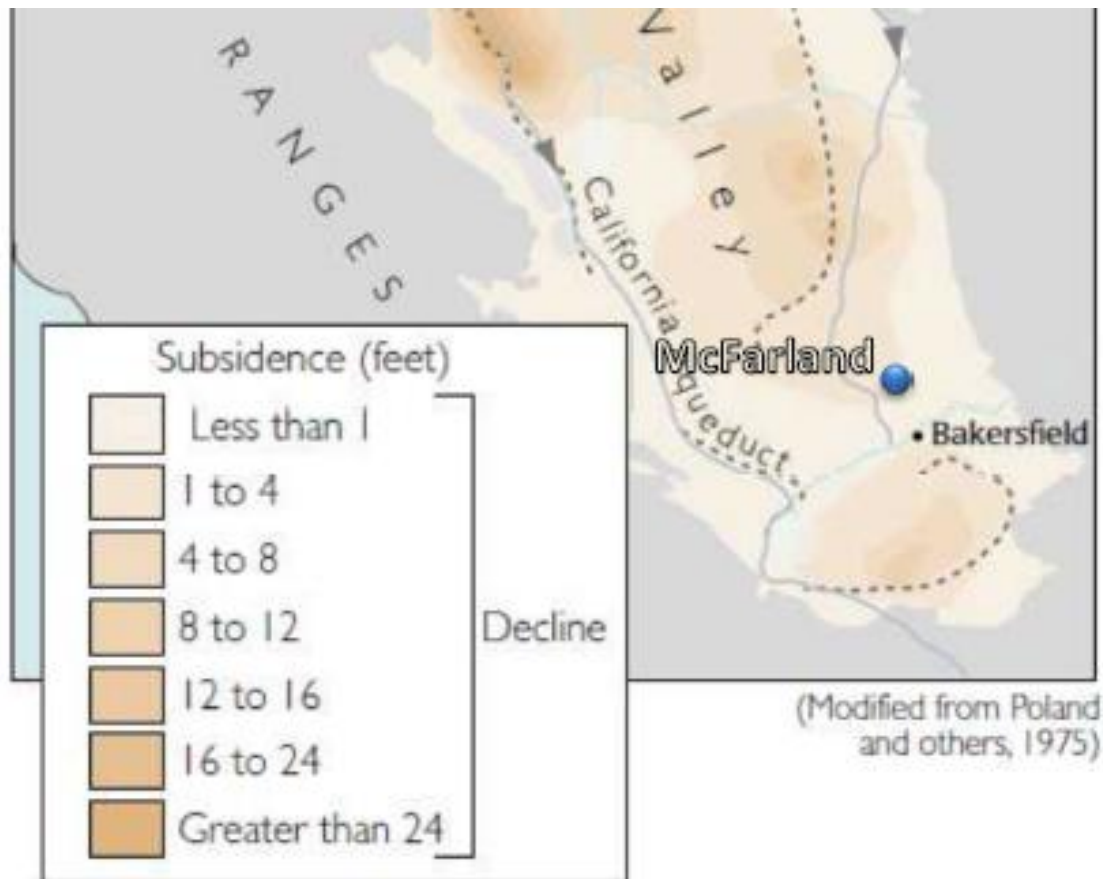 RANGES
Valley
California Aqueduct
McFarland
Bakersfield
Subsidence (feet)
Less than 1
1 to 4
4 to 8
8 to 12
12 to 16
16 to 24
Greater than 24
Decline
(Modified from Poland
and others, 1975)